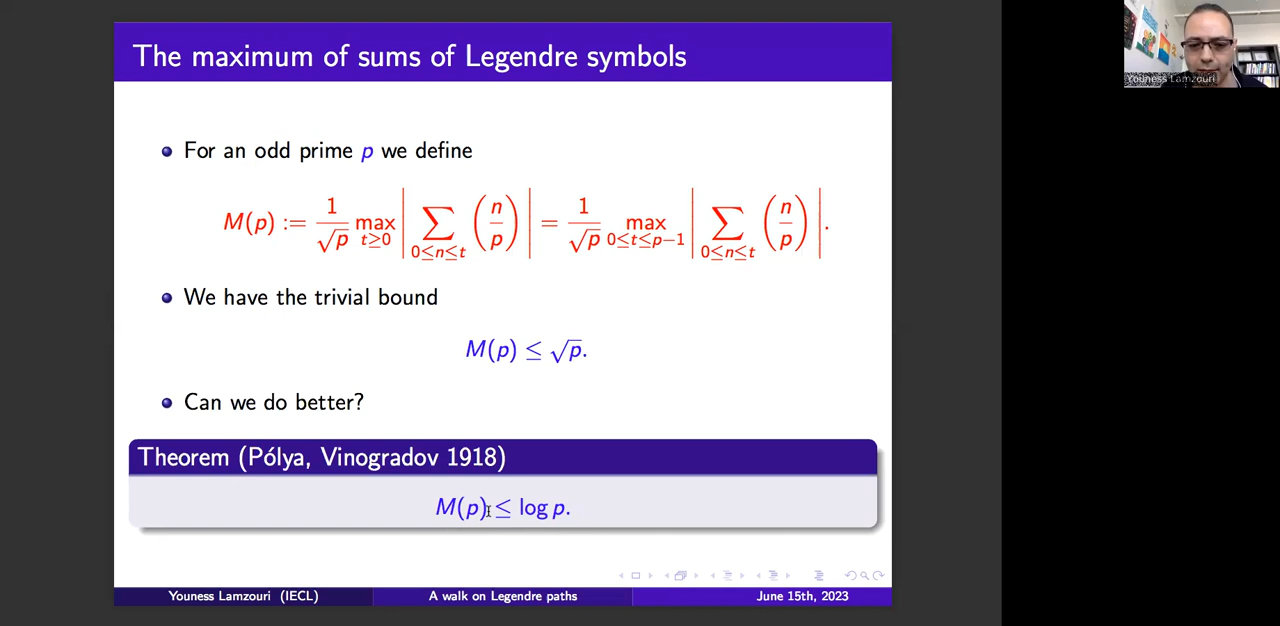 The maximum of sums of Legendre symbols
For an odd prime p we define
M(p) := 1/√p max_{t≥0} |∑_{0≤n≤t} (n/p)| = 1/√p max_{0≤t≤p−1} |∑_{0≤n≤t} (n/p)|.
We have the trivial bound
M(p) ≤ √p.
Can we do better?
Theorem (Pólya, Vinogradov 1918)
M(p) ≤ log p.
Youness Lamzouri (IECL) A walk on Legendre paths June 15th, 2023
Youness Lamzouri